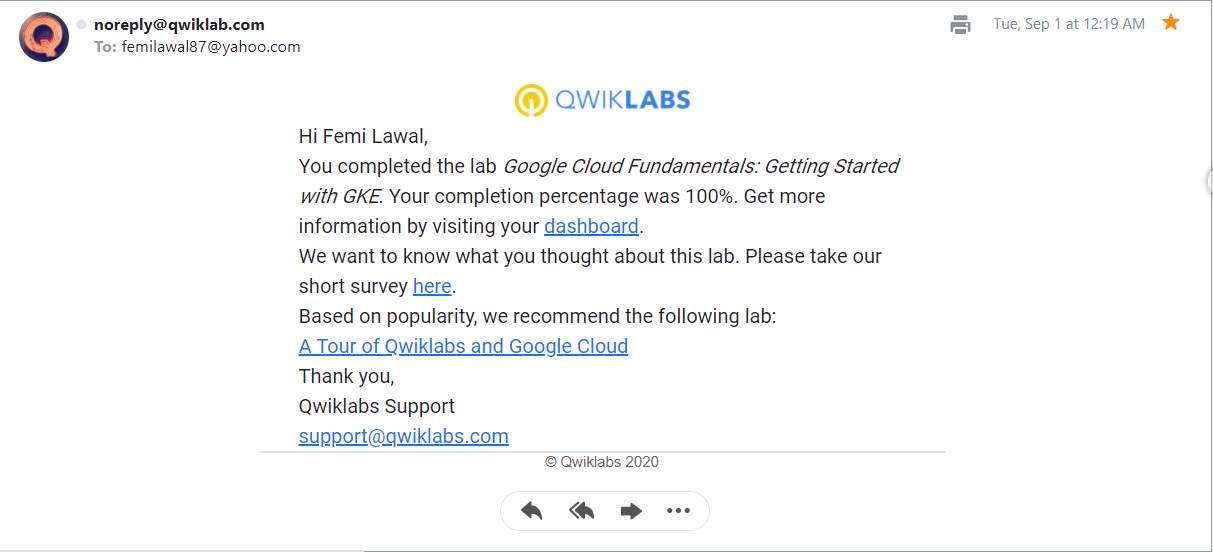 noreply@qwiklab.com
Tue, Sep 1 at 12:19 AM
To: femilawal87@yahoo.com
QWIKLABS
Hi Femi Lawal,
You completed the lab Google Cloud Fundamentals: Getting Started
with GKE. Your completion percentage was 100%. Get more
information by visiting your dashboard.
We want to know what you thought about this lab. Please take our
short survey here.
Based on popularity, we recommend the following lab:
A Tour of Qwiklabs and Google Cloud
Thank you,
Qwiklabs Support
support@qwiklabs.com
© Qwiklabs 2020